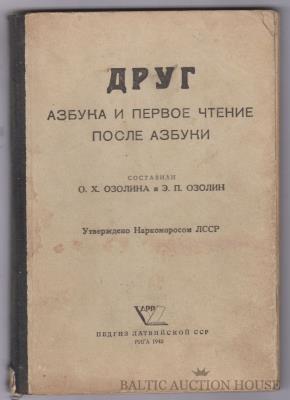 ДРУГ
АЗБУКА И ПЕРВОЕ ЧТЕНИЕ
ПОСЛЕ АЗБУКИ
СОСТАВИЛИ
О. Х. ОЗОЛИНА и Э. П. ОЗОЛИН
Утверждено Наркомпросом ЛССР
ПЕДГИЗ ЛАТВИЙСКОЙ ССР
РИГА
BALTIC AUCTION HOUSE